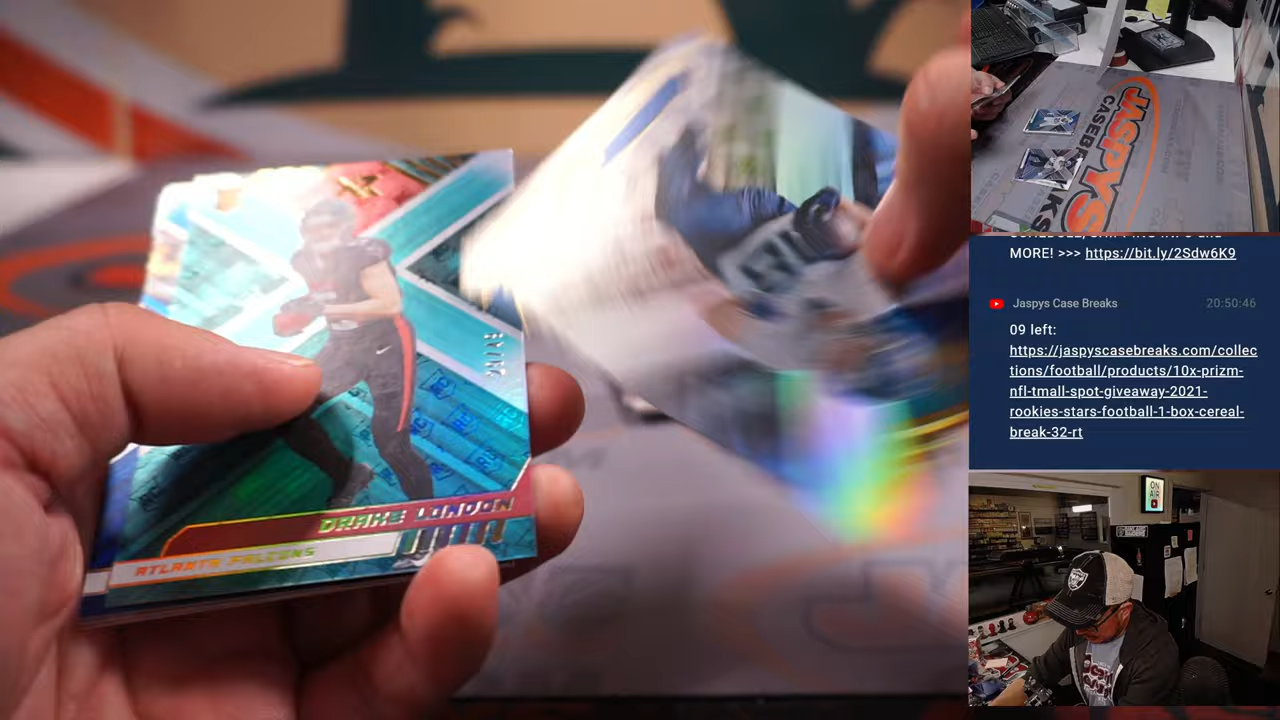 DRAKE LONDON
ATLANTA FALCONS
JASPYS
CASEBREAKS
MORE! >>> https://bit.ly/2Sdw6K9
Jaspys Case Breaks 20:50:46
09 left:
https://jaspyscasebreaks.com/collec
tions/football/products/10x-prizm-
nfl-tmall-spot-giveaway-2021-
rookies-stars-football-1-box-cereal-
break-32-rt
ON
AIR